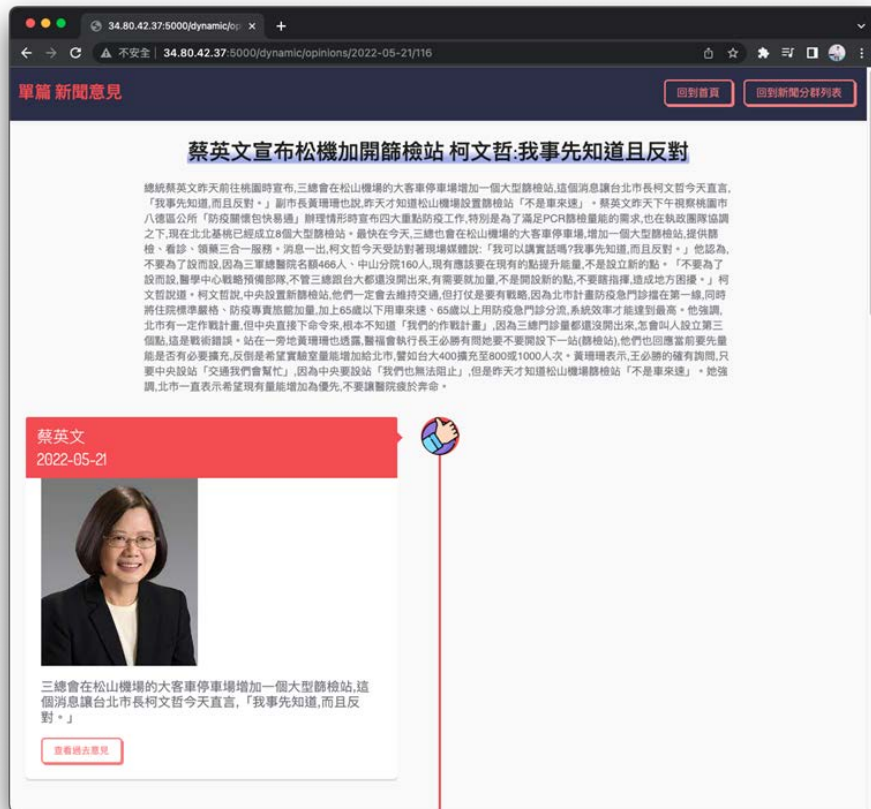 34.80.42.37:5000/dynamic/op
不安全 | 34.80.42.37:5000/dynamic/opinions/2022-05-21/116
單篇 新聞意見
回到首頁
回到新聞分群列表
蔡英文宣布松機加開篩檢站 柯文哲:我事先知道且反對
總統蔡英文昨天前往桃園時宣布,三總會在松山機場的大客車停車場增加一個大型篩檢站,這個消息讓台北市長柯文哲今天直言,
「我事先知道,而且反對。」副市長黃珊珊也說,昨天才知道松山機場設置篩檢站「不是車來速」。蔡英文昨天下午視察桃園市
八德區公所「防疫關懷包快易通」辦理情形時宣布四大重點防疫工作,特別是為了滿足PCR篩檢量能的需求,也在執政團隊協調
之下,現在北北基桃已經成立8個大型篩檢站。最快在今天,三總也會在松山機場的大客車停車場,增加一個大型篩檢站,提供篩
檢、看診、領藥三合一服務。消息一出,柯文哲今天受訪對著現場媒體說:「我可以講實話嗎?我事先知道,而且反對。」他認為,
不要為了設而設,因為三軍總醫院名額466人、中山分院160人,現有應該要在現有的點提升能量,不是設立新的點。「不要為了
設而設,醫學中心戰略預備部隊,不管三總跟台大都還沒開出來,有需要就加量,不是開設新的點,不要瞎指揮,造成地方困擾。」柯
文哲說道。柯文哲說,中央設置新篩檢站,他們一定會去維持交通,但打仗是要有戰略,因為北市計畫防疫急門診擋在第一線,同時
將住院標準嚴格、防疫專責旅館加量,加上65歲以下用車來速、65歲以上用防疫急門診分流,系統效率才能達到最高。他強調,
北市有一定作戰計畫,但中央直接下命令來,根本不知道「我們的作戰計畫」,因為三總門診量都還沒開出來,怎會叫人設立第三
個點,這是戰術錯誤。站在一旁地黃珊珊也透露,醫福會執行長王必勝有問她要不要開設下一站(篩檢站),他們也回應當前要先量
能是否有必要擴充,反倒是希望實驗室量能增加給北市,譬如台大400擴充至800或1000人次。黃珊珊表示,王必勝的確有詢問,只
要中央設站「交通我們會幫忙」,因為中央要設站「我們也無法阻止」,但是昨天才知道松山機場篩檢站「不是車來速」。她強
調,北市一直表示希望現有量能增加為優先,不要讓醫院疲於奔命。
蔡英文
2022-05-21
三總會在松山機場的大客車停車場增加一個大型篩檢站,這
個消息讓台北市長柯文哲今天直言,「我事先知道,而且反
對。」
查看過去意見